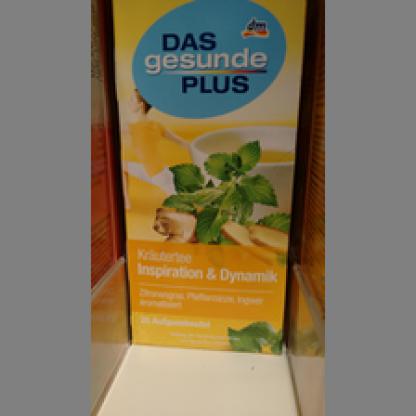 dm
DAS
gesunde
PLUS
Kräutertee
Inspiration & Dynamik
Zitronengras, Pfefferminze, Ingwer
aromatisiert
20 Aufgussbeutel